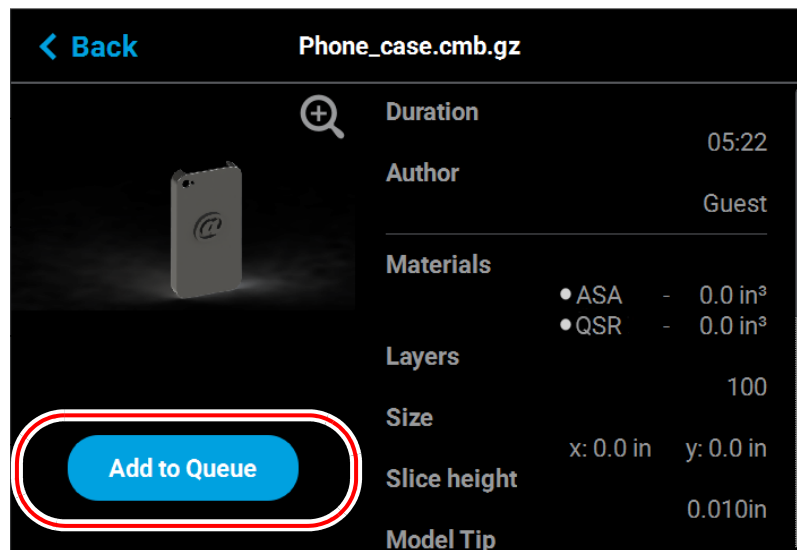 Back
Phone_case.cmb.gz
Duration
05:22
Author
Guest
Materials
● ASA - 0.0 in³
● QSR - 0.0 in³
Layers
100
Size
x: 0.0 in y: 0.0 in
Slice height
0.010in
Model Tip
@
Add to Queue